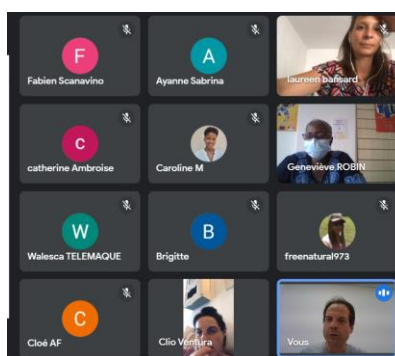 F
Fabien Scanavino
A
Ayanne Sabrina
laureen bansard
c
catherine Ambroise
Caroline M
Geneviève ROBIN
W
Walesca TELEMAQUE
B
Brigitte
freenatural973
C
Cloé AF
Clio Ventura
Vous